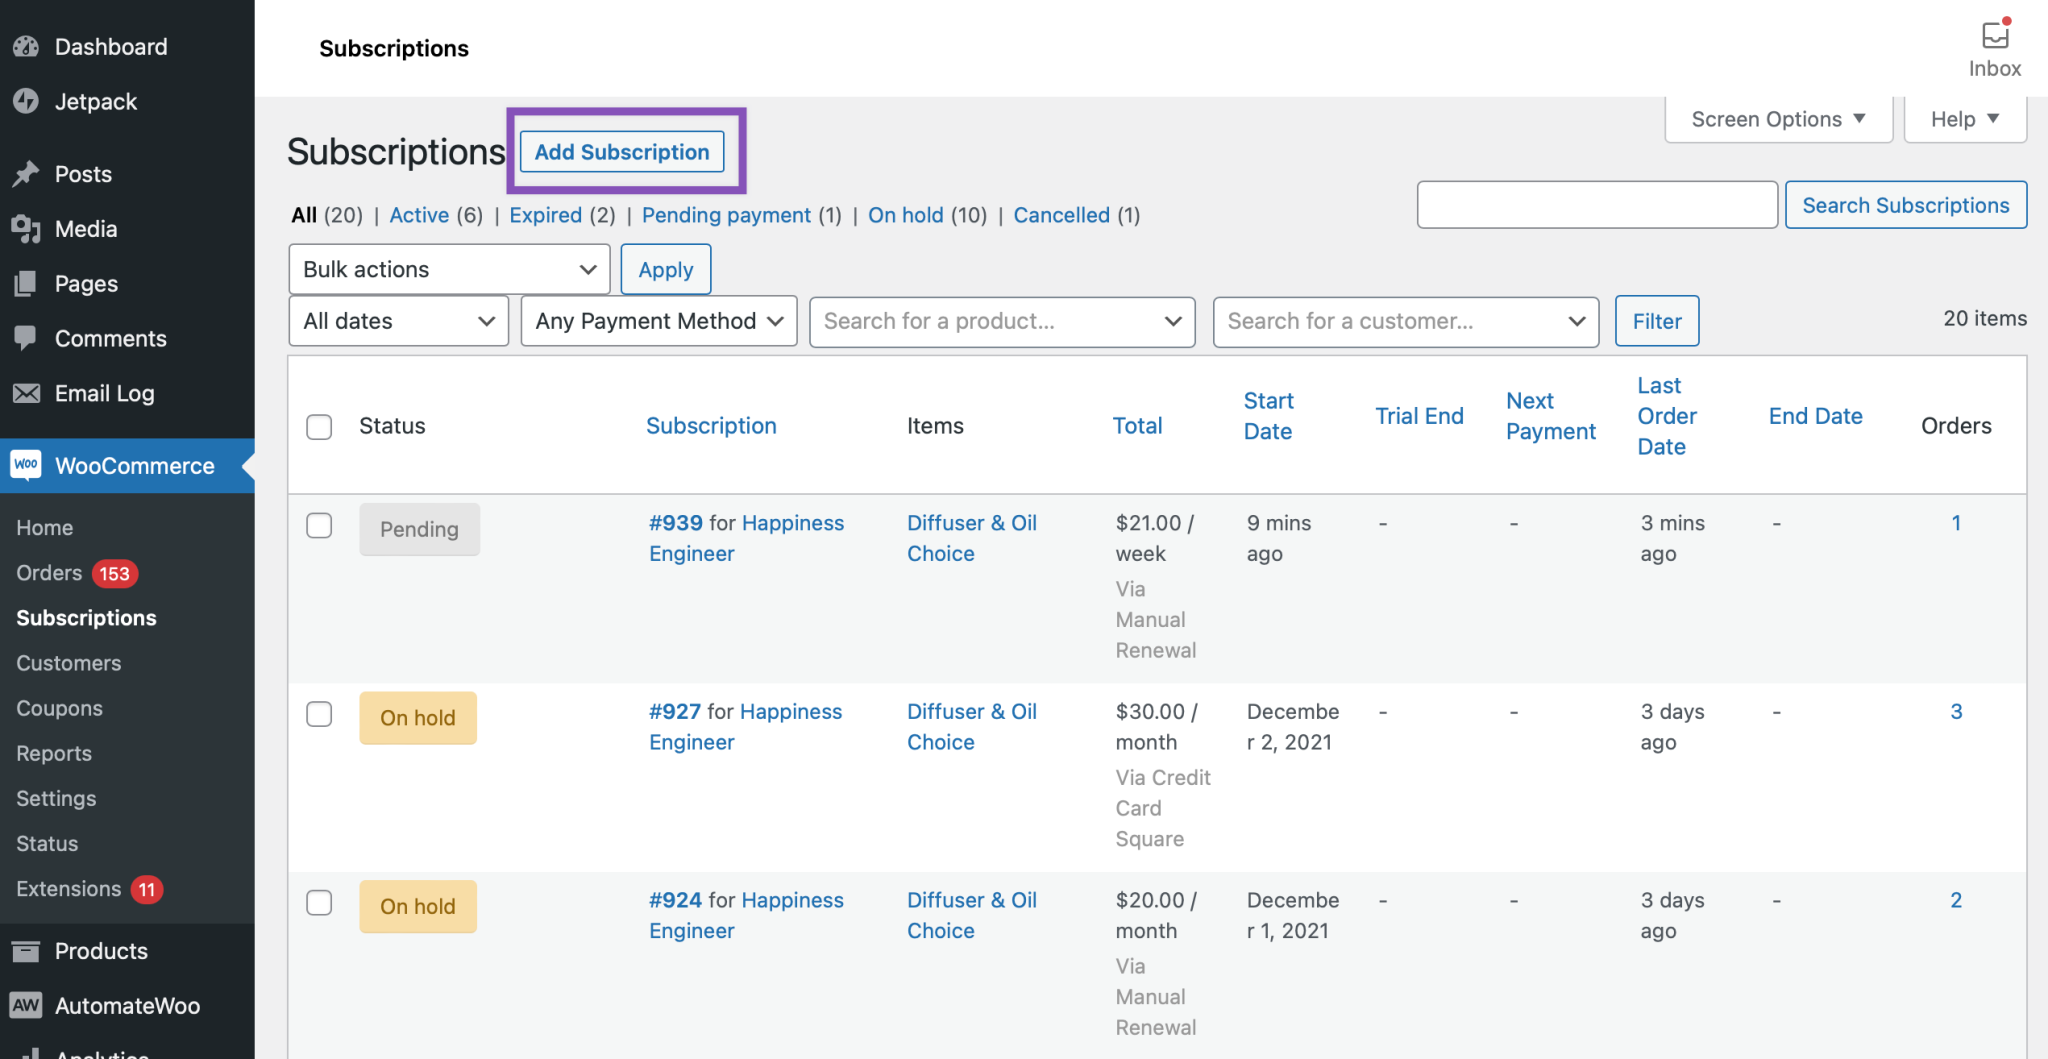 Dashboard
Jetpack
Posts
Media
Pages
Comments
Email Log
Woo WooCommerce
Home
Orders 153
Subscriptions
Customers
Coupons
Reports
Settings
Status
Extensions 11
Products
AW AutomateWoo
Analytics
Subscriptions
Inbox
Screen Options ▼
Help ▼
Subscriptions Add Subscription
All (20) | Active (6) | Expired (2) | Pending payment (1) | On hold (10) | Cancelled (1)
Search Subscriptions
Bulk actions Apply
All dates Any Payment Method Search for a product... Search for a customer... Filter 20 items
Status Subscription Items Total
Start
Date
Trial End
Next
Payment
Last
Order
Date
End Date
Orders
Pending
#939 for Happiness
Engineer
Diffuser & Oil
Choice
$21.00 /
week
Via
Manual
Renewal
9 mins
ago
-
-
3 mins
ago
-
1
On hold
#927 for Happiness
Engineer
Diffuser & Oil
Choice
$30.00 /
month
Via Credit
Card
Square
Decembe
r 2, 2021
-
-
3 days
ago
-
3
On hold
#924 for Happiness
Engineer
Diffuser & Oil
Choice
$20.00 /
month
Via
Manual
Renewal
Decembe
r 1, 2021
-
-
3 days
ago
-
2